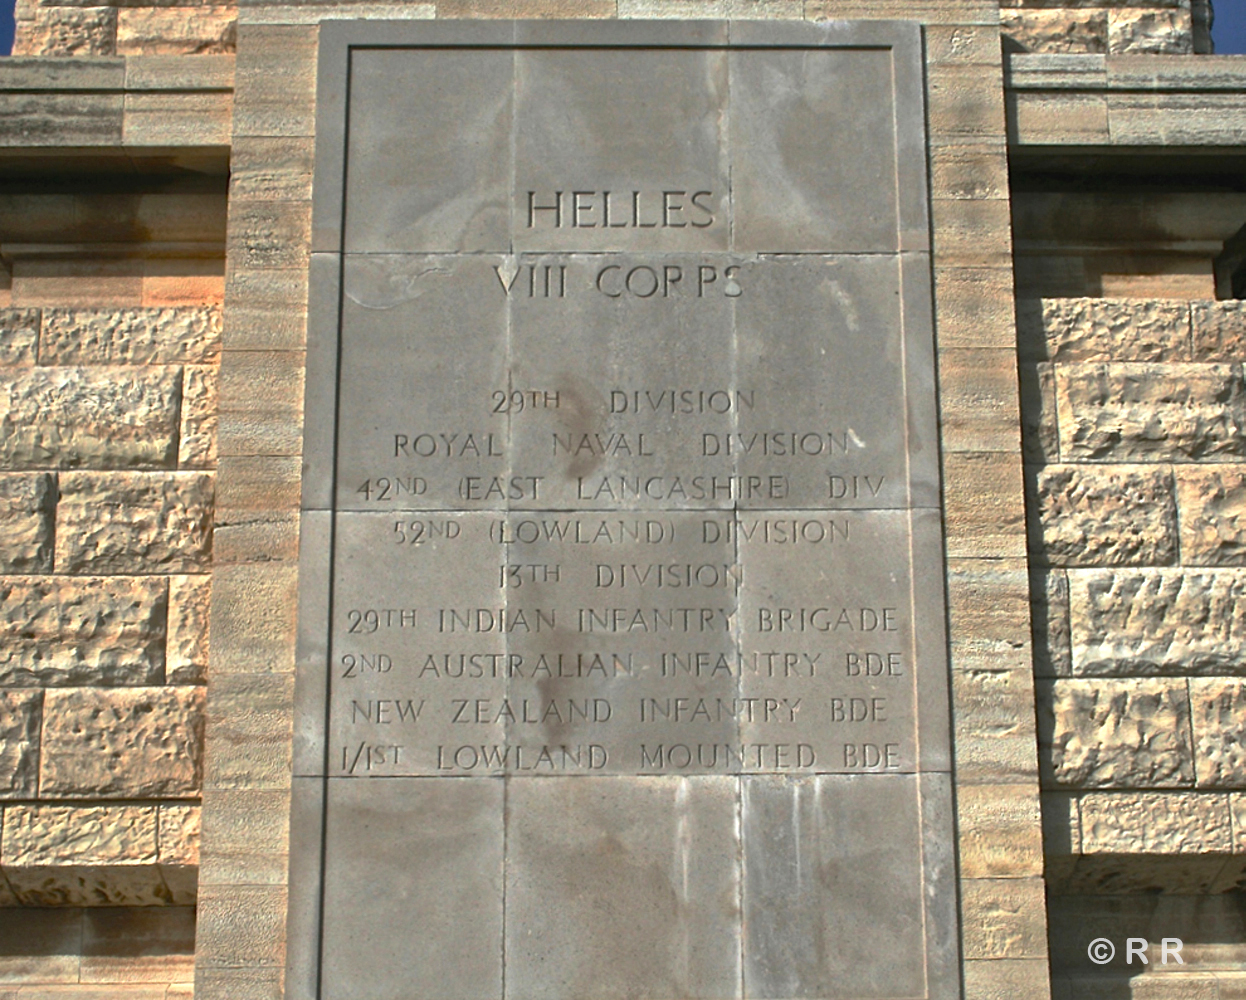 HELLES
VIII CORPS
29TH DIVISION
ROYAL NAVAL DIVISION
42ND (EAST LANCASHIRE) DIV
52ND (LOWLAND) DIVISION
13TH DIVISION
29TH INDIAN INFANTRY BRIGADE
2ND AUSTRALIAN INFANTRY BDE
NEW ZEALAND INFANTRY BDE
1/1ST LOWLAND MOUNTED BDE
© R R